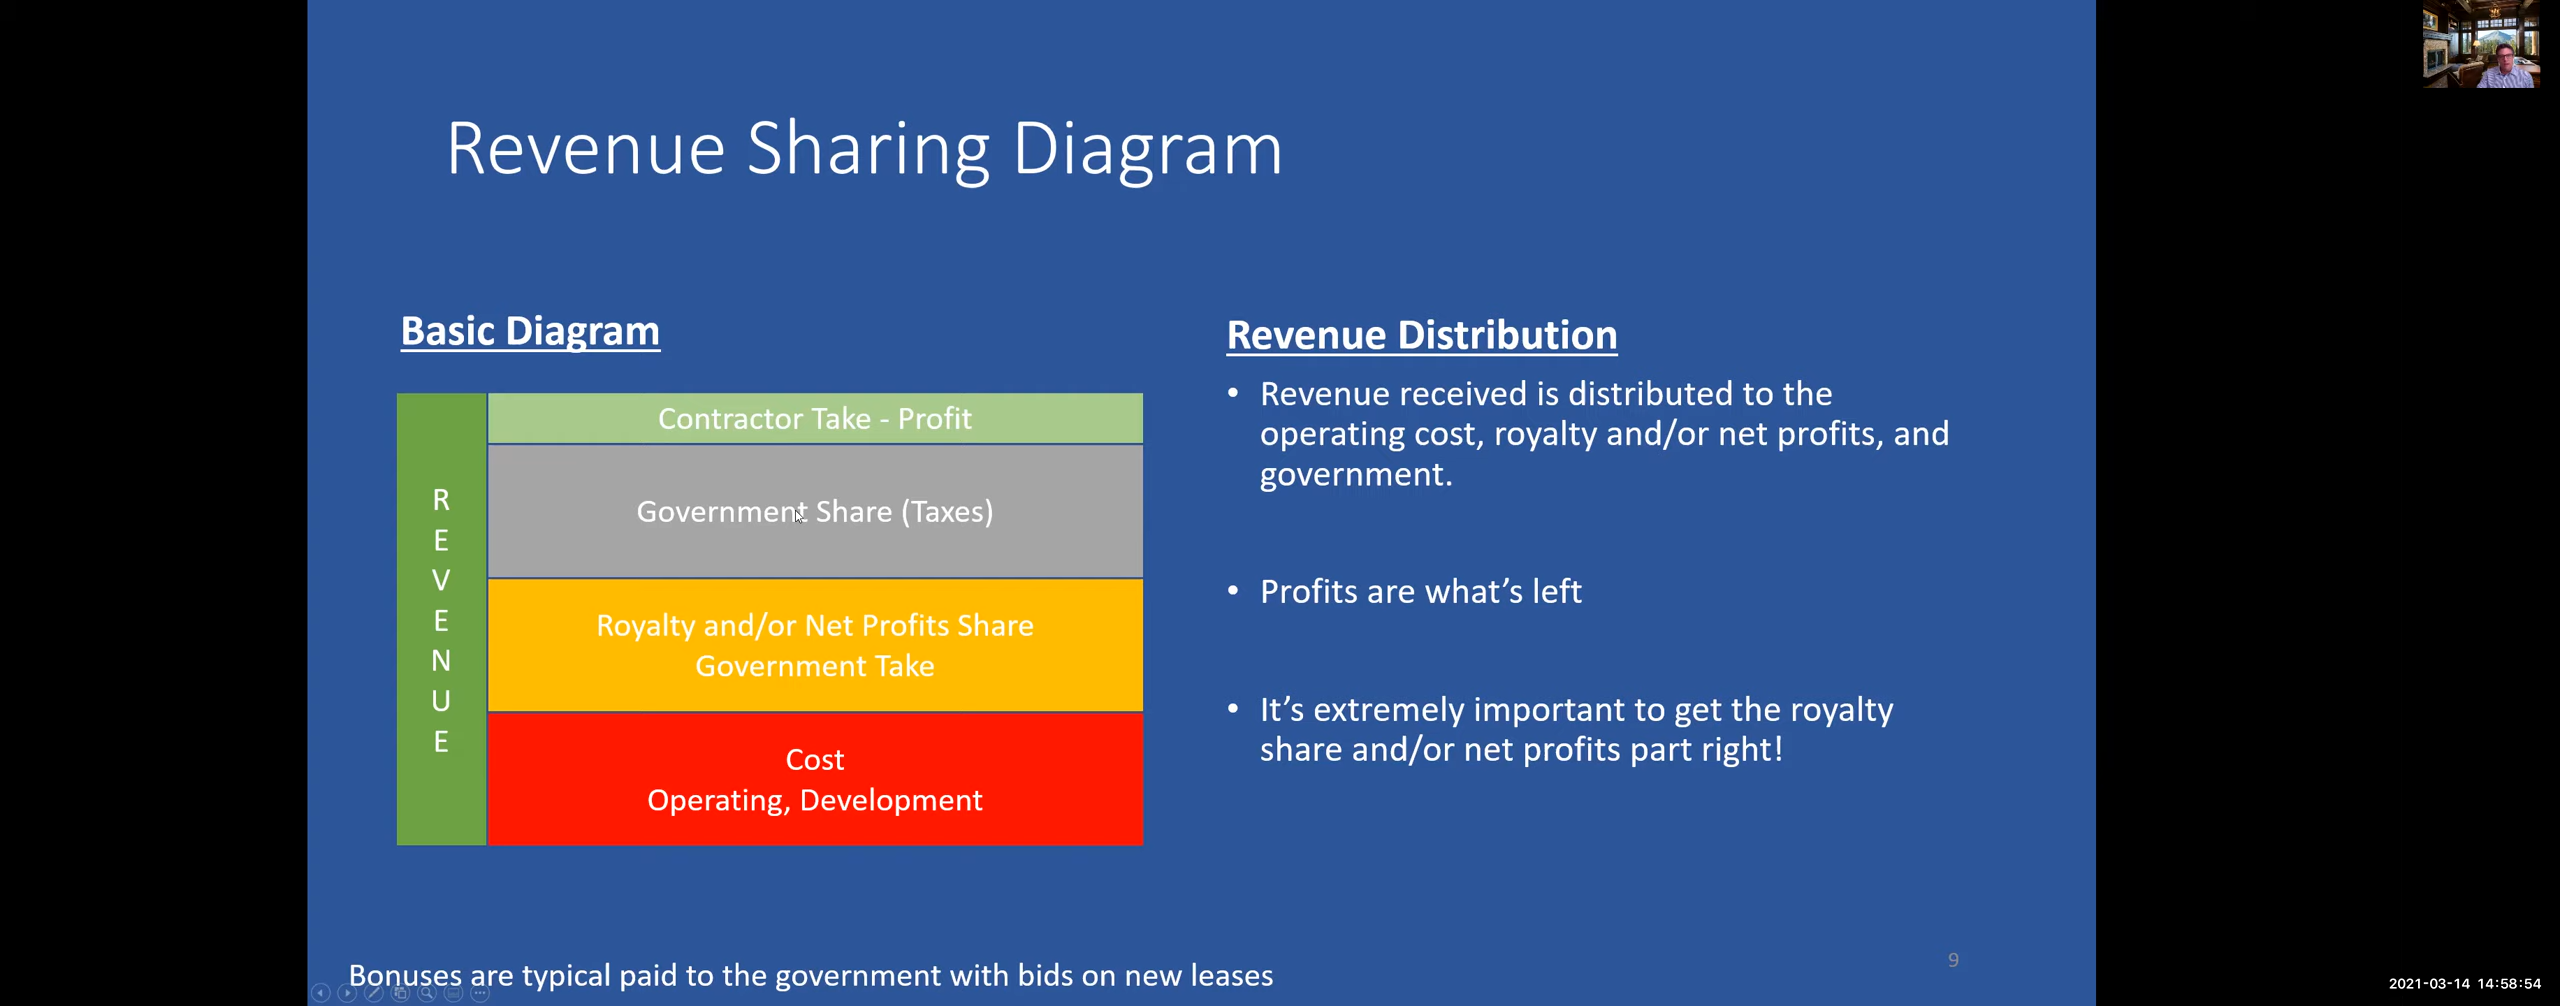 Revenue Sharing Diagram
Basic Diagram
R
E
V
E
N
U
E
Contractor Take - Profit
Government Share (Taxes)
Royalty and/or Net Profits Share
Government Take
Cost
Operating, Development
Revenue Distribution
• Revenue received is distributed to the
operating cost, royalty and/or net profits, and
government.
• Profits are what’s left
• It’s extremely important to get the royalty
share and/or net profits part right!
Bonuses are typical paid to the government with bids on new leases
9
2021-03-14 14:58:54